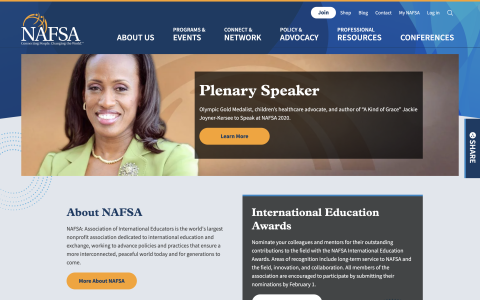 Join Shop Blog Contact My NAFSA Log in
NAFSA
Connecting People. Changing the World.™
ABOUT US
PROGRAMS &
EVENTS
CONNECT &
NETWORK
POLICY &
ADVOCACY
PROFESSIONAL
RESOURCES
CONFERENCES
Plenary Speaker
Olympic Gold Medalist, children's healthcare advocate, and author of "A Kind of Grace" Jackie
Joyner-Kersee to Speak at NAFSA 2020.
Learn More
SHARE
About NAFSA
NAFSA: Association of International Educators is the world's largest
nonprofit association dedicated to international education and
exchange, working to advance policies and practices that ensure a
more interconnected, peaceful world today and for generations to
come.
More About NAFSA
International Education
Awards
Nominate your colleagues and mentors for their outstanding
contributions to the field with the NAFSA International Education
Awards. Areas of recognition include long-term service to NAFSA and
the field, innovation, and collaboration. All members of the
association are encouraged to participate by submitting their
nominations by February 1.